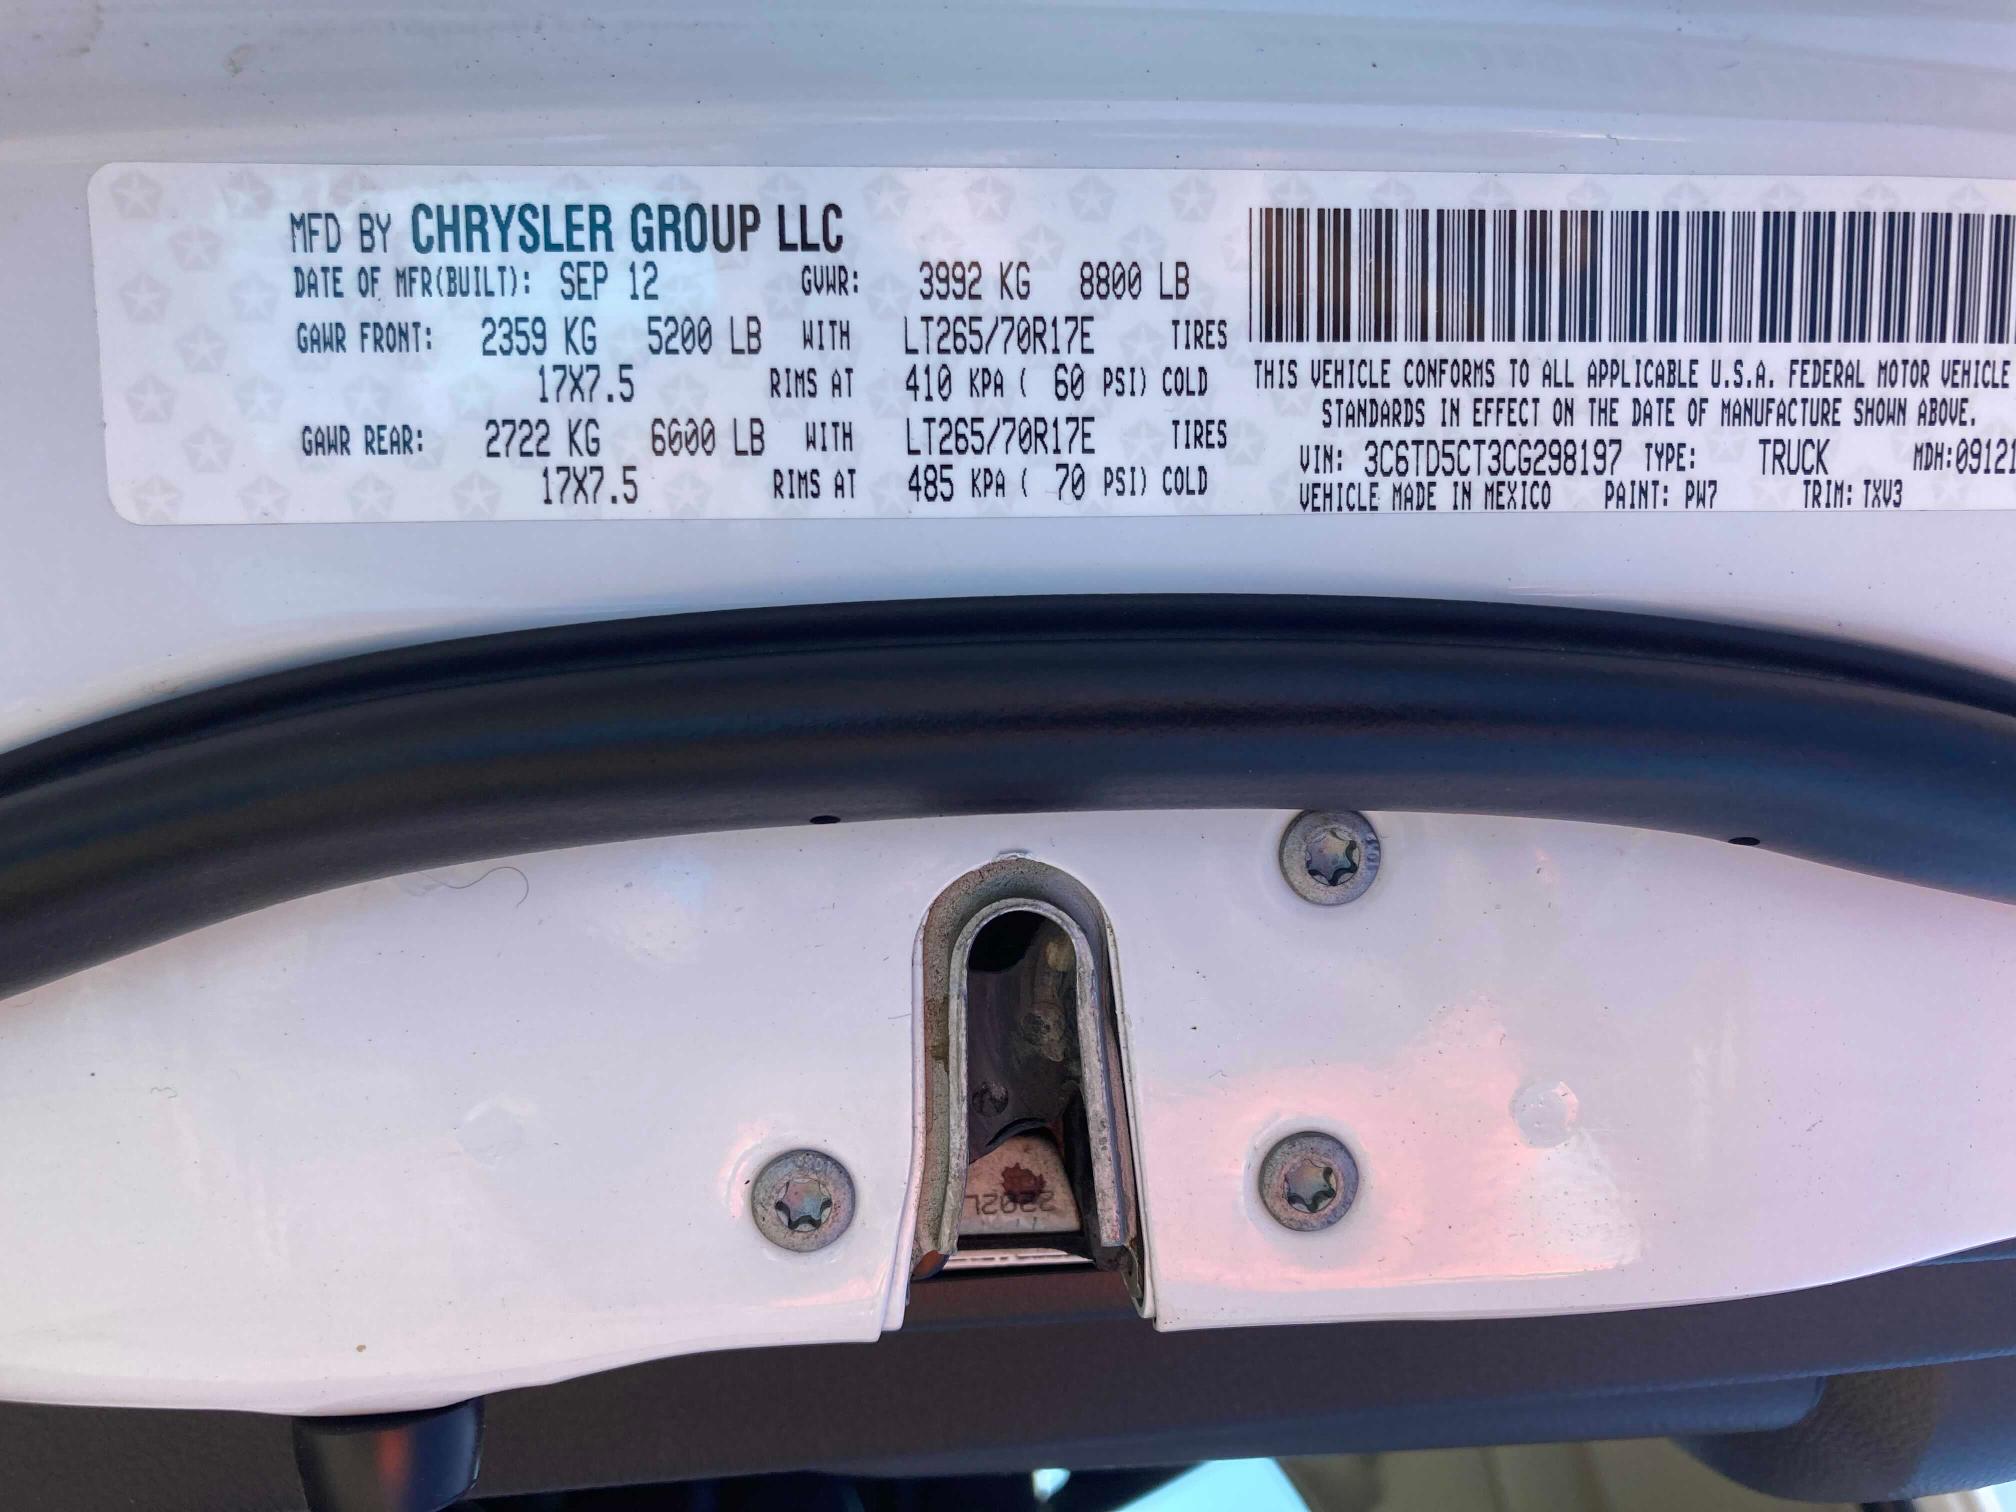 MFD BY CHRYSLER GROUP LLC
DATE OF MFR(BUILT): SEP 12 GVWR: 3992 KG 8800 LB
GAWR FRONT: 2359 KG 5200 LB WITH LT265/70R17E TIRES
17X7.5 RIMS AT 410 KPA ( 60 PSI) COLD
GAWR REAR: 2722 KG 6000 LB WITH LT265/70R17E TIRES
17X7.5 RIMS AT 485 KPA ( 70 PSI) COLD
THIS VEHICLE CONFORMS TO ALL APPLICABLE U.S.A. FEDERAL MOTOR VEHICLE
STANDARDS IN EFFECT ON THE DATE OF MANUFACTURE SHOWN ABOVE.
VIN: 3C6TD5CT3CG298197 TYPE: TRUCK MDH:09121
VEHICLE MADE IN MEXICO PAINT: PW7 TRIM: TXV3